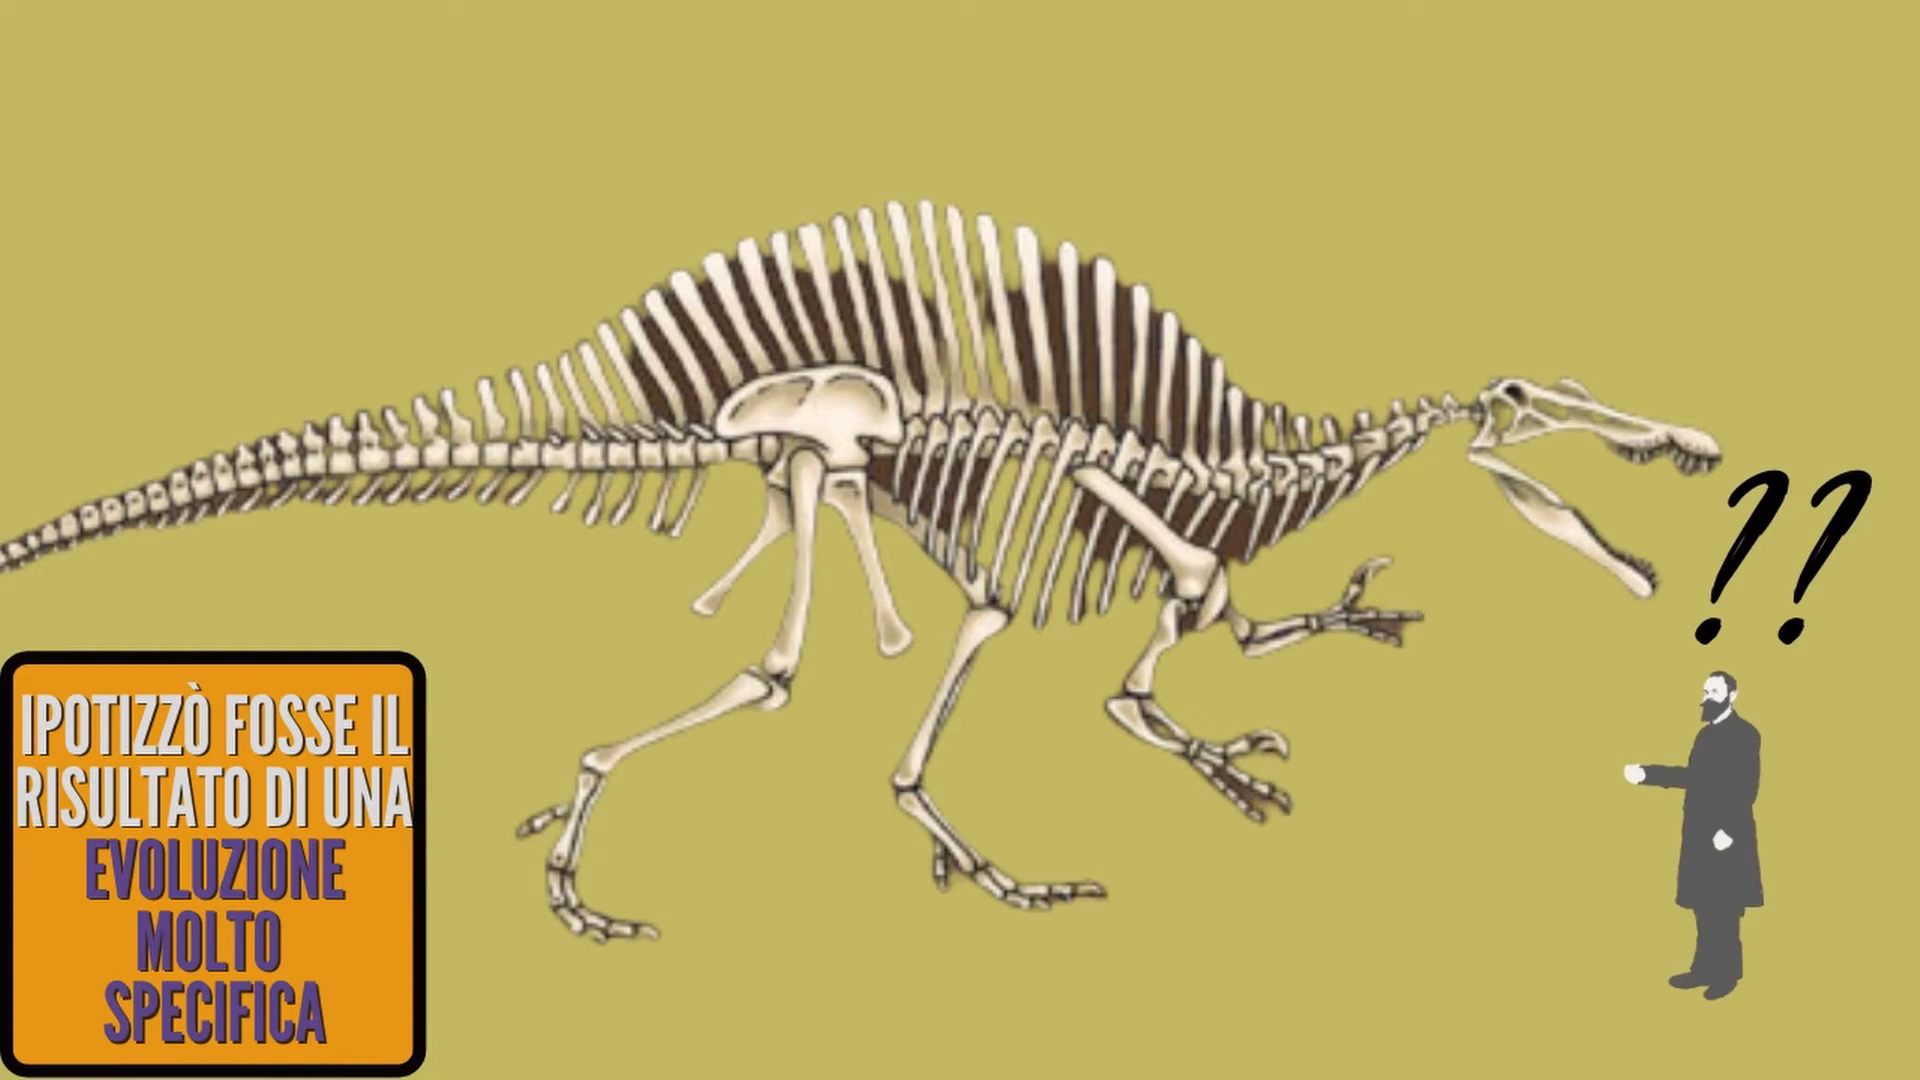 ??
IPOTIZZÒ FOSSE IL
RISULTATO DI UNA
EVOLUZIONE
MOLTO
SPECIFICA